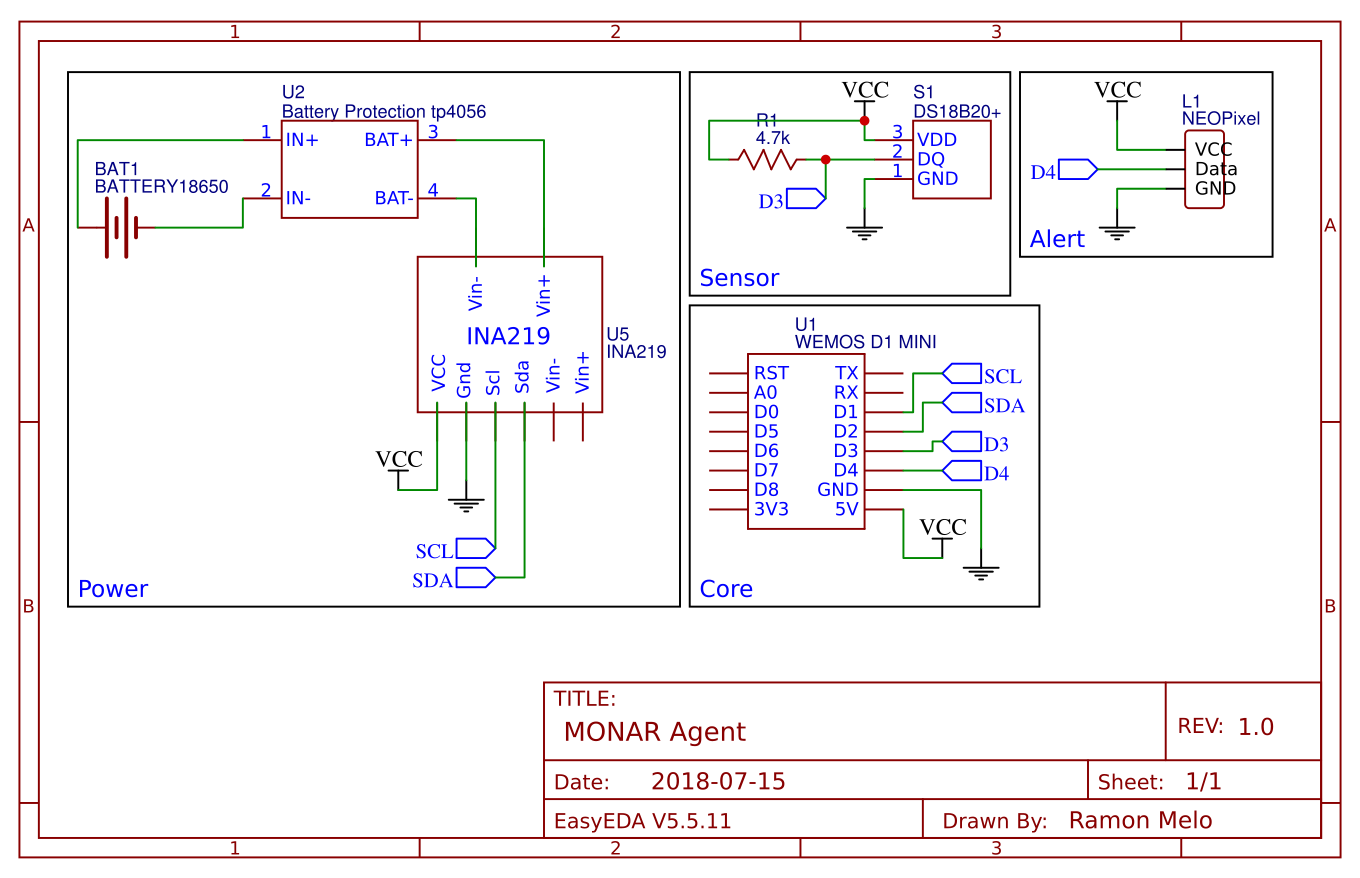 1
2
3
A
B
U2
Battery Protection tp4056
1
IN+
BAT+
3
2
IN-
BAT-
4
BAT1
BATTERY18650
Vin-
Vin+
INA219
U5
INA219
VCC
Gnd
Scl
Sda
Vin-
Vin+
VCC
SCL
SDA
Power
VCC
S1
DS18B20+
R1
4.7k
3
VDD
2
DQ
1
GND
D3
Sensor
VCC
L1
NEOPixel
VCC
D4
Data
GND
Alert
U1
WEMOS D1 MINI
RST
TX
SCL
A0
RX
D0
D1
SDA
D5
D2
D6
D3
D3
D7
D4
D4
D8
GND
3V3
5V
VCC
Core
A
B
TITLE:
MONAR Agent
REV: 1.0
Date: 2018-07-15
Sheet: 1/1
EasyEDA V5.5.11
Drawn By: Ramon Melo
1
2
3